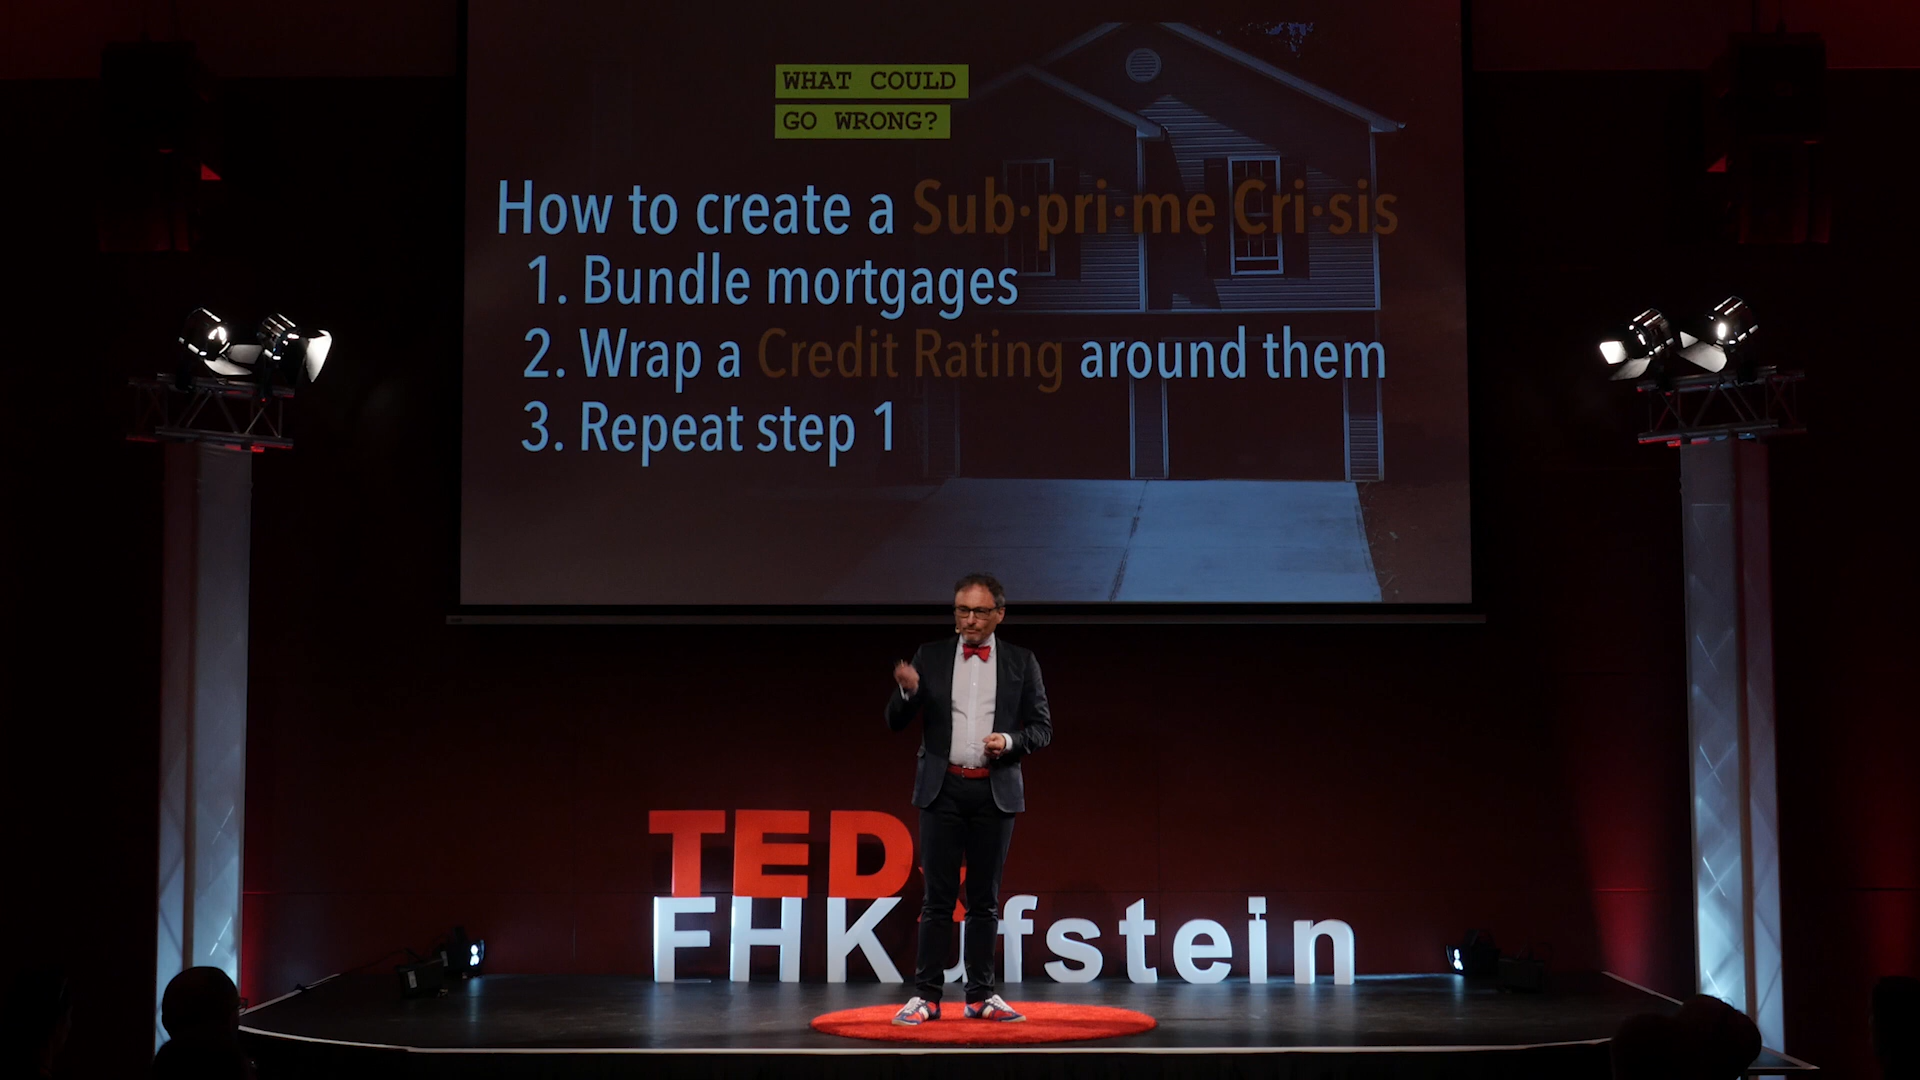 WHAT COULD
GO WRONG?
How to create a Sub·pri·me Cri·sis
1. Bundle mortgages
2. Wrap a Credit Rating around them
3. Repeat step 1
TEDx
FHKufstein